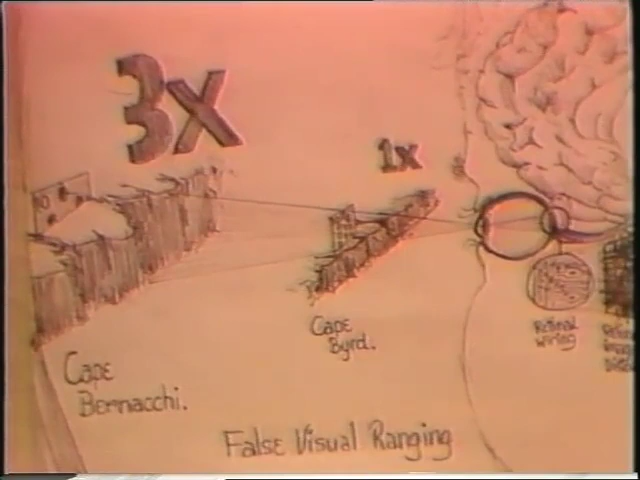 3x
1x
Cape
Byrd.
Retinal
wiring
Cape
Bernacchi.
False Visual Ranging